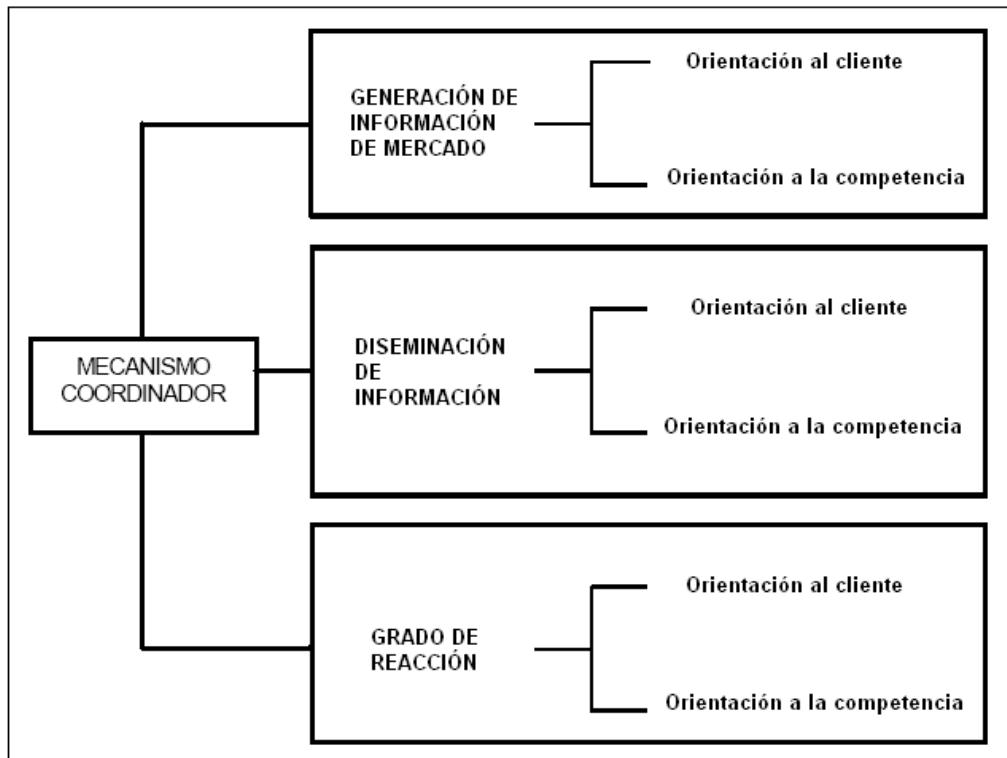 Orientación al cliente
GENERACIÓN DE
INFORMACIÓN
DE MERCADO
Orientación a la competencia
Orientación al cliente
DISEMINACIÓN
DE
INFORMACIÓN
Orientación a la competencia
MECANISMO
COORDINADOR
Orientación al cliente
GRADO DE
REACCIÓN
Orientación a la competencia